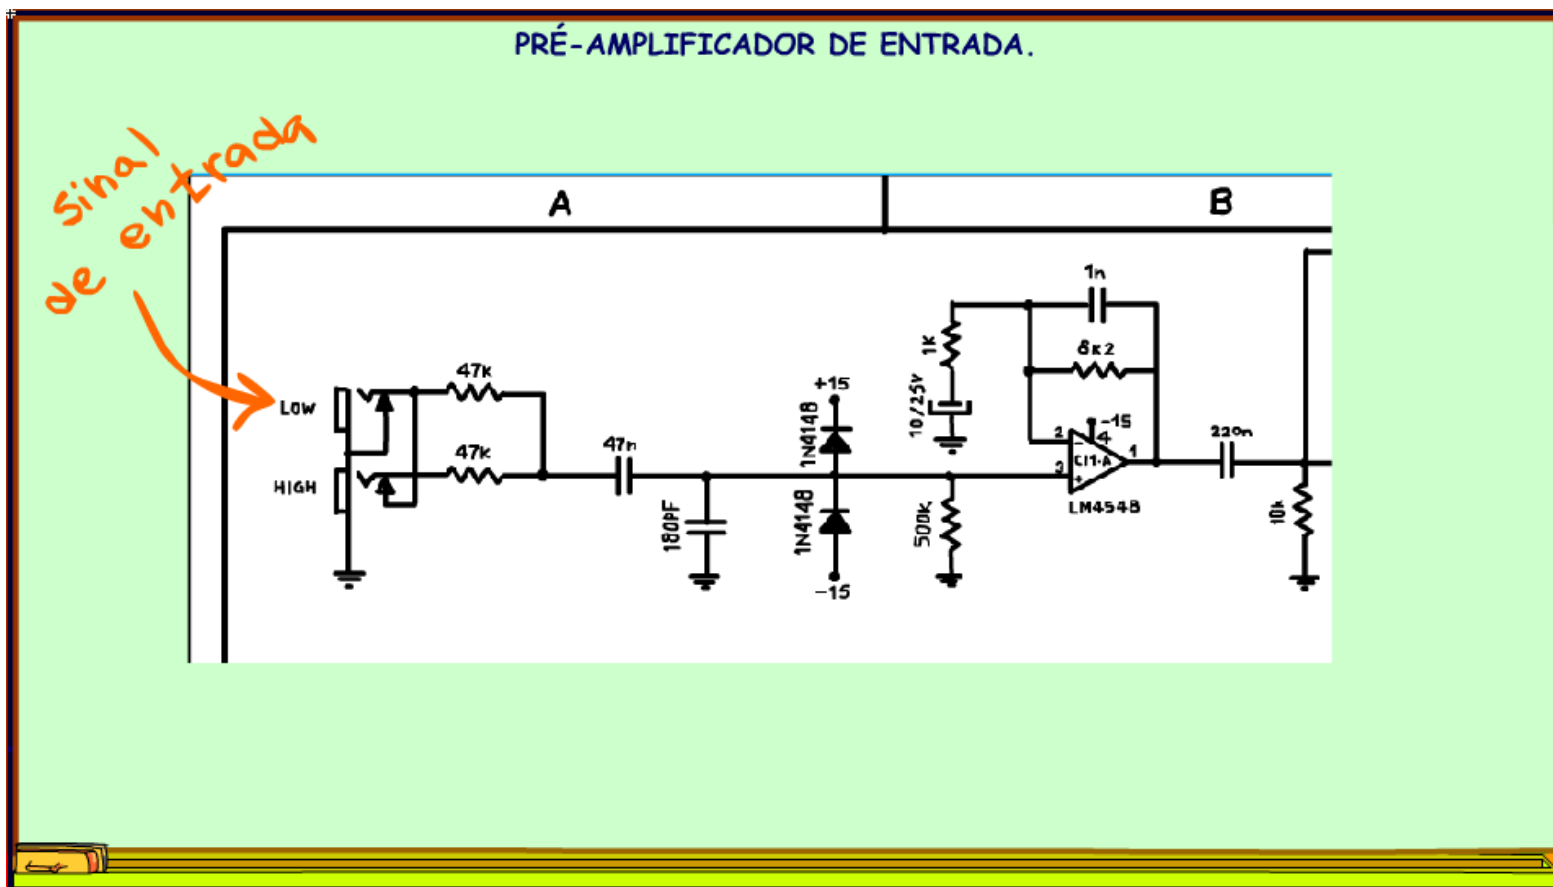 PRÉ-AMPLIFICADOR DE ENTRADA.
Sinal
de entrada
A
B
1n
1K
8K2
10/25V
47k
+15
LOW
1N4148
-15
2
4
220n
47k
47n
CI1-A
1
3
HIGH
LM4548
180PF
1N4148
500K
10k
-15